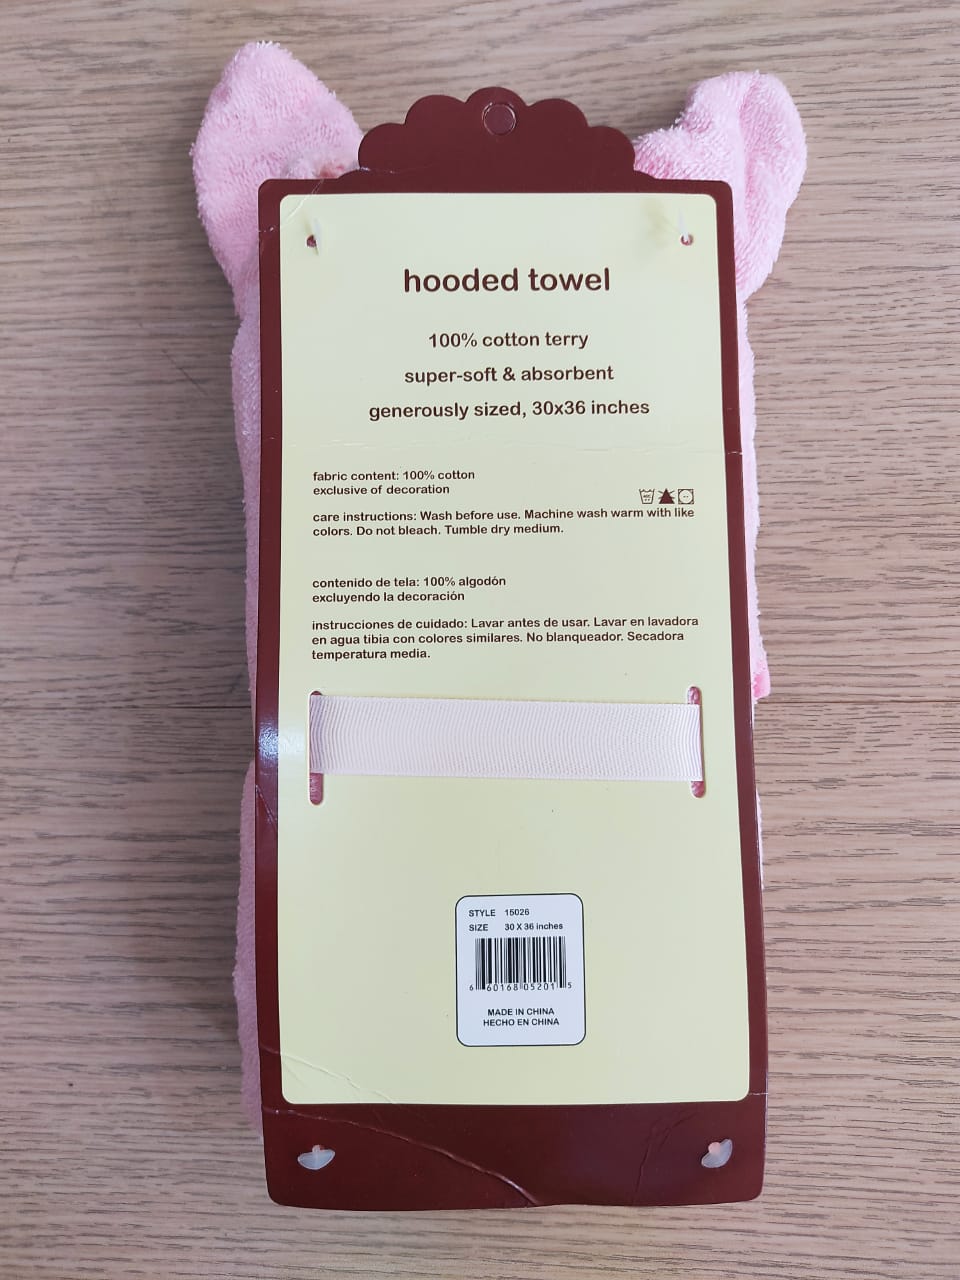 hooded towel
100% cotton terry
super-soft & absorbent
generously sized, 30x36 inches
fabric content: 100% cotton
exclusive of decoration
care instructions: Wash before use. Machine wash warm with like
colors. Do not bleach. Tumble dry medium.
contenido de tela: 100% algodón
excluyendo la decoración
instrucciones de cuidado: Lavar antes de usar. Lavar en lavadora
en agua tibia con colores similares. No blanqueador. Secadora
temperatura media.
STYLE 15026
SIZE 30 X 36 inches
6 60168 05201 5
MADE IN CHINA
HECHO EN CHINA